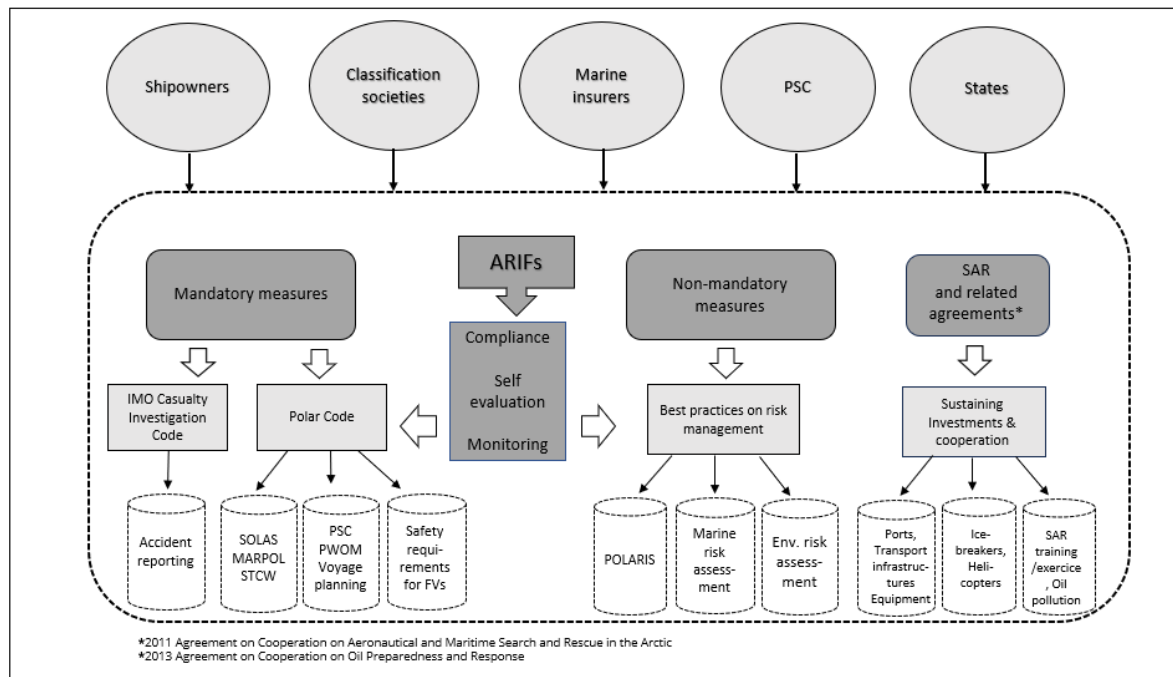 Shipowners
Classification
societies
Marine
insurers
PSC
States
Mandatory measures
ARIFs
Non-mandatory
measures
SAR
and related
agreements*
Compliance
Self
evaluation
Monitoring
IMO Casualty
Investigation
Code
Polar Code
Best practices on risk
management
Sustaining
Investments &
cooperation
Accident
reporting
SOLAS
MARPOL
STCW
PSC
PWOM
Voyage
planning
Safety
requi-
rements
for FVs
POLARIS
Marine
risk
assess-
ment
Env. risk
assess-
ment
Ports,
Transport
infrastruc-
tures
Equipment
Ice-
breakers,
Heli-
copters
SAR
training
/exercice
, Oil
pollution
*2011 Agreement on Cooperation on Aeronautical and Maritime Search and Rescue in the Arctic
*2013 Agreement on Cooperation on Oil Preparedness and Response